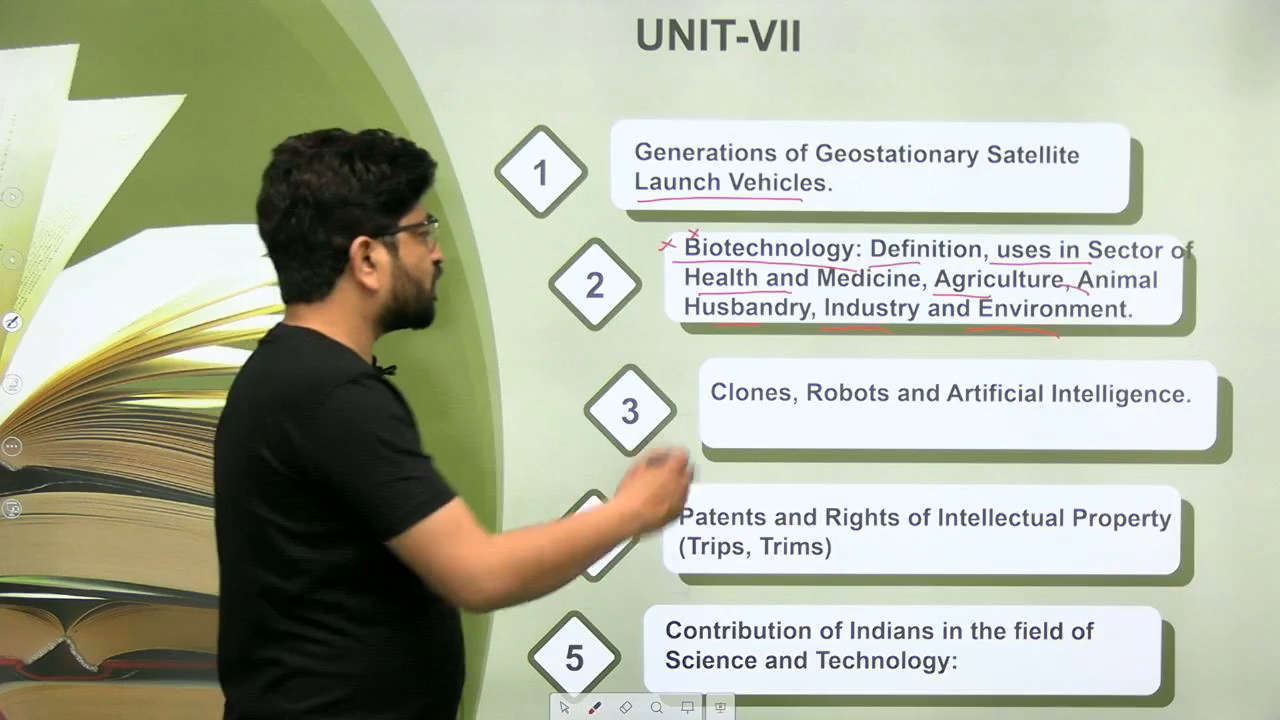 UNIT-VII
1
Generations of Geostationary Satellite
Launch Vehicles.
2
Biotechnology: Definition, uses in Sector of
Health and Medicine, Agriculture, Animal
Husbandry, Industry and Environment.
3
Clones, Robots and Artificial Intelligence.
Patents and Rights of Intellectual Property
(Trips, Trims)
5
Contribution of Indians in the field of
Science and Technology: